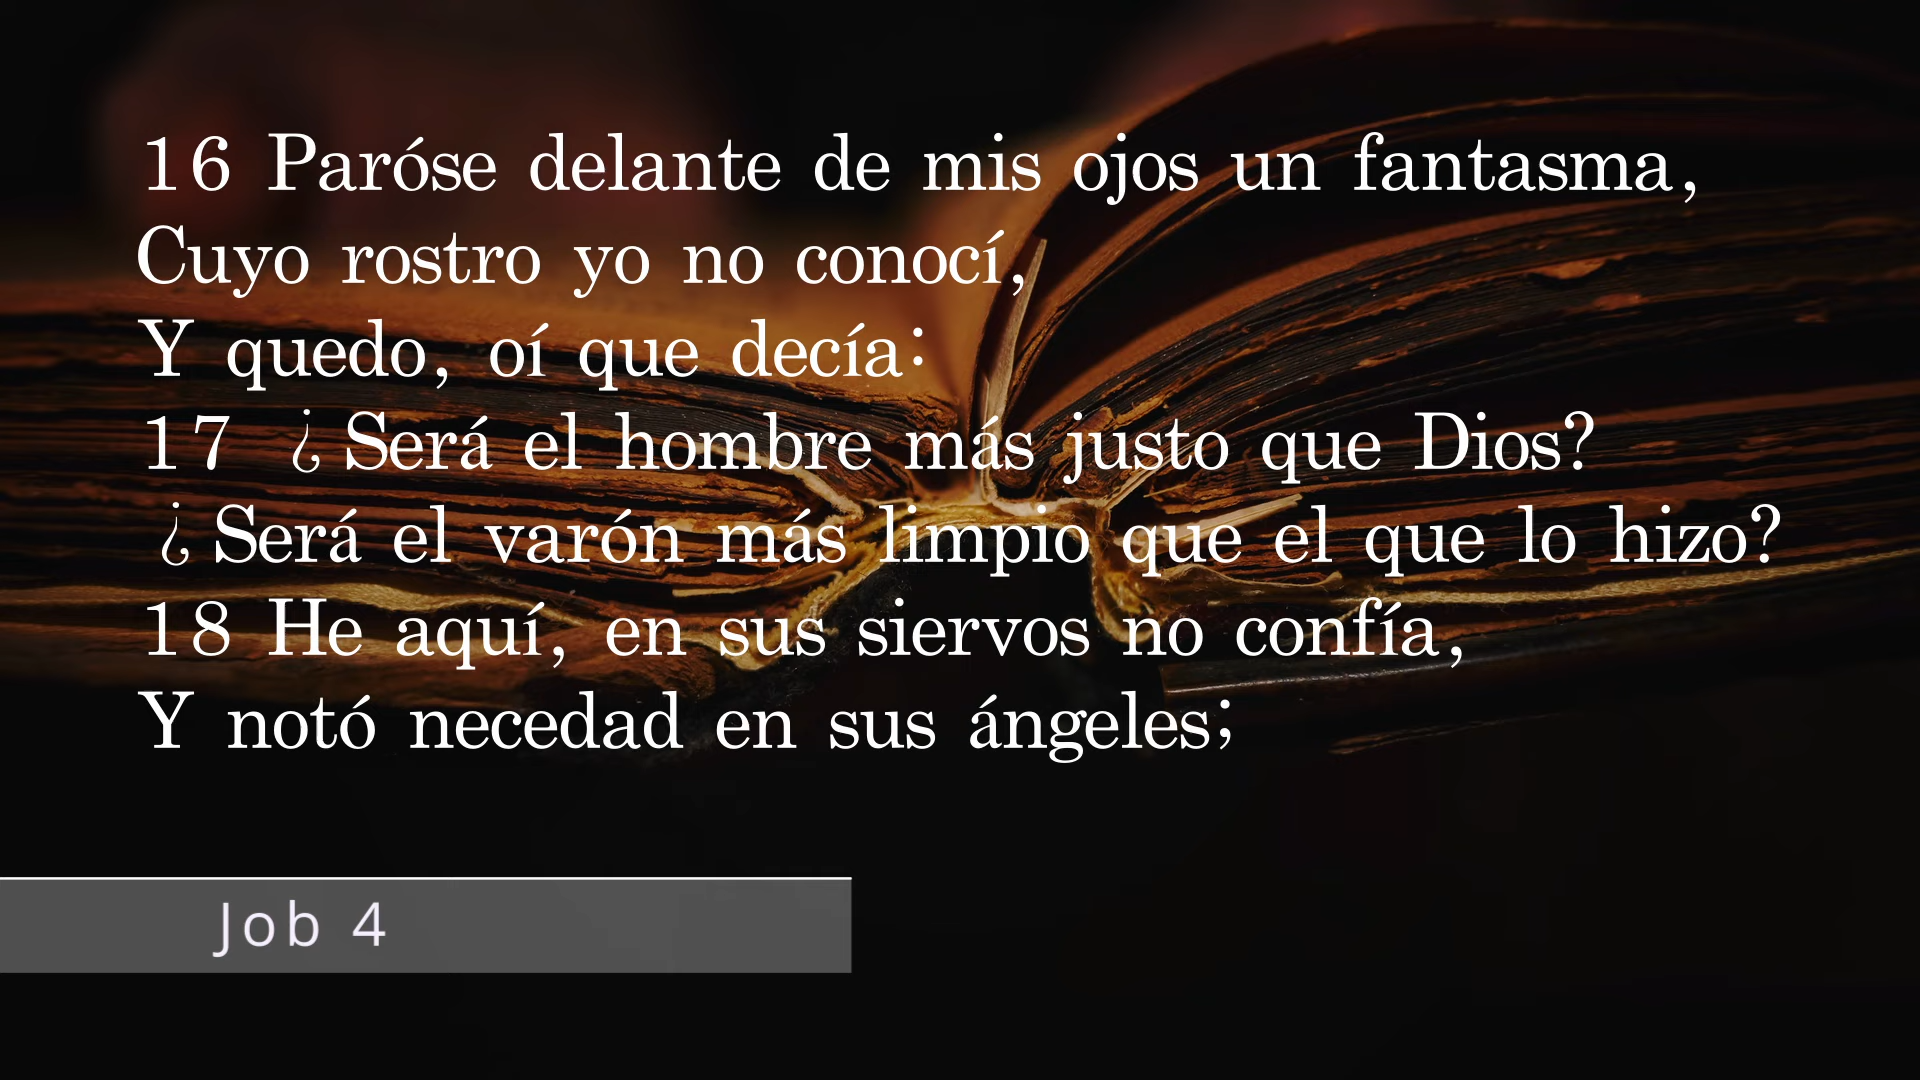 16 Paróse delante de mis ojos un fantasma,
Cuyo rostro yo no conocí,
Y quedo, oí que decía:
17 ¿Será el hombre más justo que Dios?
¿Será el varón más limpio que el que lo hizo?
18 He aquí, en sus siervos no confía,
Y notó necedad en sus ángeles;
Job 4